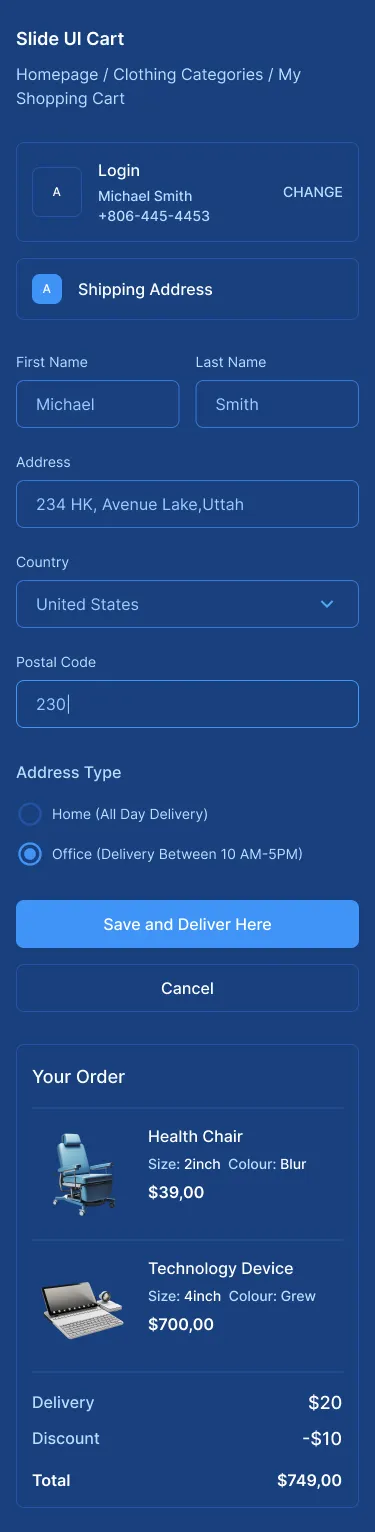 Slide UI Cart
Homepage / Clothing Categories / My
Shopping Cart
A
Login
Michael Smith
+806-445-4453
CHANGE
A
Shipping Address
First Name
Last Name
Michael
Smith
Address
234 HK, Avenue Lake,Uttah
Country
United States
Postal Code
230
Address Type
Home (All Day Delivery)
Office (Delivery Between 10 AM-5PM)
Save and Deliver Here
Cancel
Your Order
Health Chair
Size: 2inch Colour: Blur
$39,00
Technology Device
Size: 4inch Colour: Grew
$700,00
Delivery $20
Discount -$10
Total $749,00